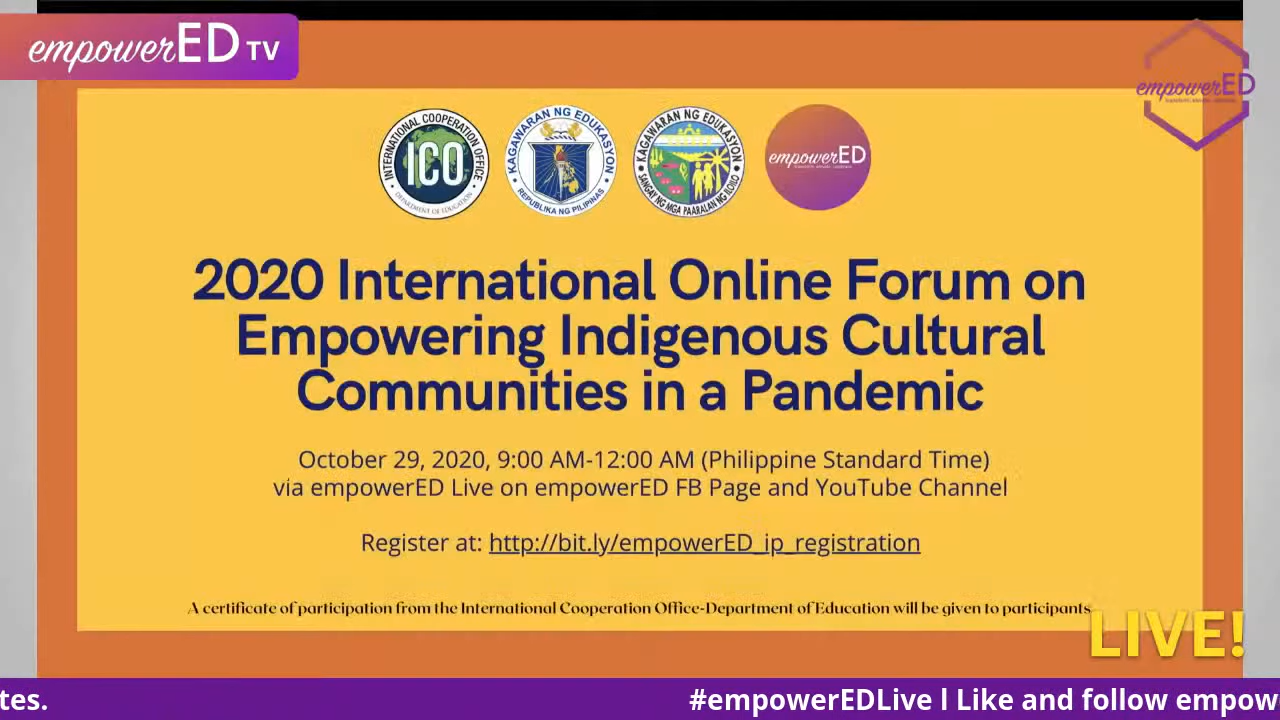 empowerED TV
empowerED
INTERNATIONAL COOPERATION OFFICE
ICO
DEPARTMENT OF EDUCATION
KAGAWARAN NG EDUKASYON
REPUBLIKA NG PILIPINAS
KAGAWARAN NG EDUKASYON
SANGAY NG MGA PAARALAN NG ILOILO
empowerED
2020 International Online Forum on
Empowering Indigenous Cultural
Communities in a Pandemic
October 29, 2020, 9:00 AM-12:00 AM (Philippine Standard Time)
via empowerED Live on empowerED FB Page and YouTube Channel
Register at: http://bit.ly/empowerED_ip_registration
A certificate of participation from the International Cooperation Office-Department of Education will be given to participants
LIVE!
tes. #empowerEDLive l Like and follow empow